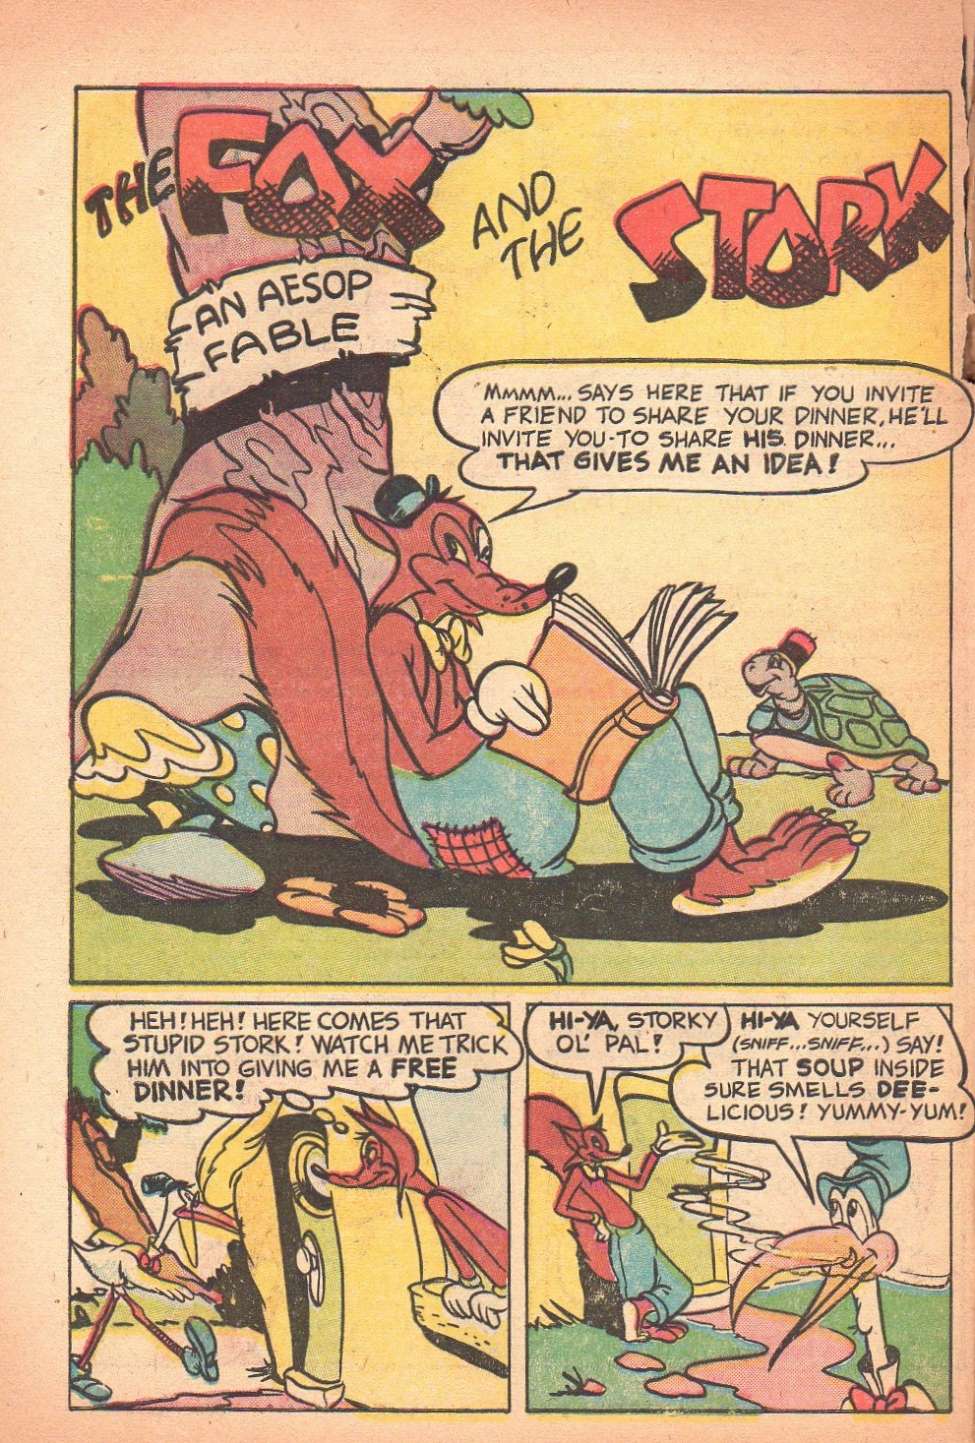 THE FOX
AND
THE
STORK
AN AESOP
FABLE
"MMMM... SAYS HERE THAT IF YOU INVITE
A FRIEND TO SHARE YOUR DINNER, HE'LL
INVITE YOU-TO SHARE HIS DINNER...
THAT GIVES ME AN IDEA!
HEH! HEH! HERE COMES THAT
STUPID STORK! WATCH ME TRICK
HIM INTO GIVING ME A FREE
DINNER!
HI-YA, STORKY
OL' PAL!
HI-YA YOURSELF
(SNIFF...SNIFF...) SAY!
THAT SOUP INSIDE
SURE SMELLS DEE-
LICIOUS! YUMMY-YUM!